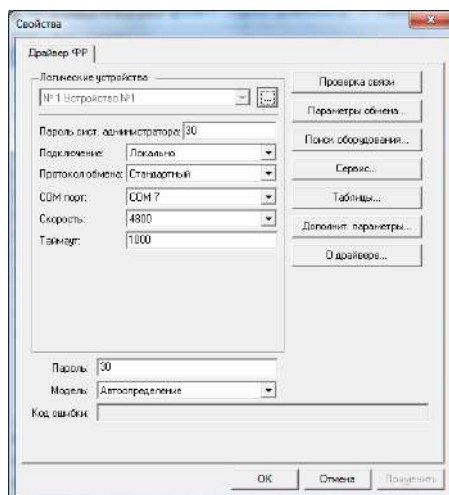 Свойства
Драйвер ФР
Логические устройства
№ 1 Устройство №1
...
Пароль сист. администратора: 30
Подключение: Локально
Протокол обмена: Стандартный
COM порт: COM 7
Скорость: 4800
Таймаут: 1000
Проверка связи
Параметры обмена...
Поиск оборудования...
Сервис...
Таблицы...
Дополнит. параметры...
О драйвере...
Пароль: 30
Модель: Автоопределение
Код ошибки:
OK
Отмена
Применить